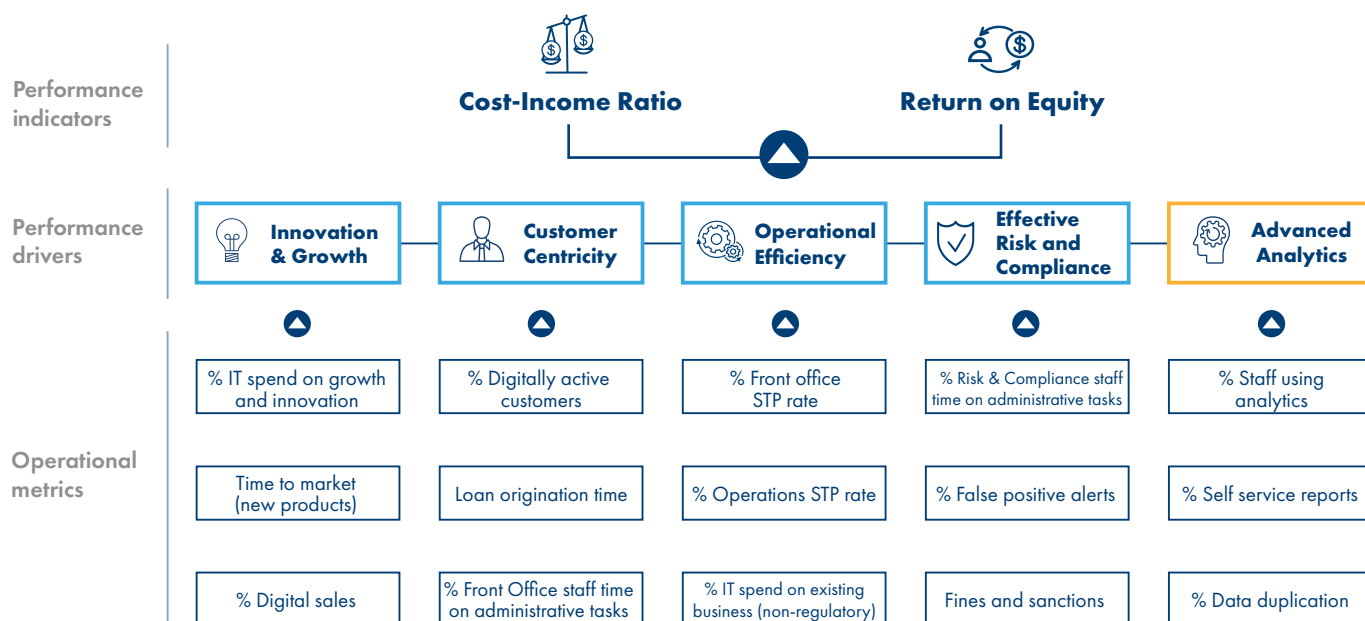 Performance
indicators
$
$
Cost-Income Ratio
$
Return on Equity
Performance
drivers
Innovation
& Growth
Customer
Centricity
Operational
Efficiency
Effective
Risk and
Compliance
Advanced
Analytics
Operational
metrics
% IT spend on growth
and innovation
% Digitally active
customers
% Front office
STP rate
% Risk & Compliance staff
time on administrative tasks
% Staff using
analytics
Time to market
(new products)
Loan origination time
% Operations STP rate
% False positive alerts
% Self service reports
% Digital sales
% Front Office staff time
on administrative tasks
% IT spend on existing
business (non-regulatory)
Fines and sanctions
% Data duplication